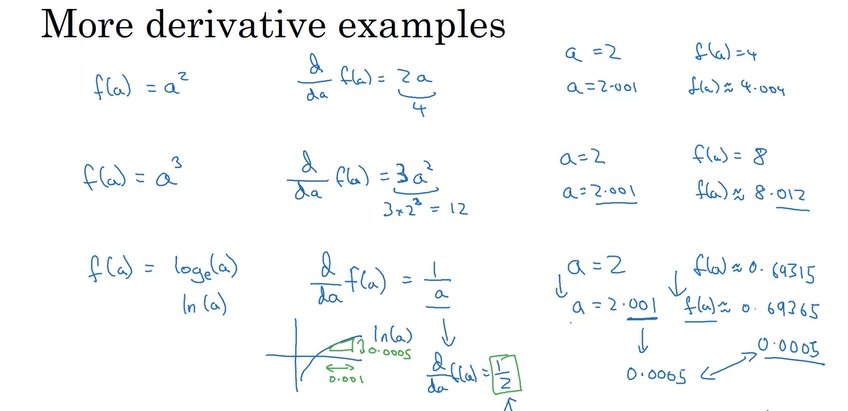 More derivative examples
f(a) = a²
d/da f(a) = 2a
4
a = 2
f(a) = 4
a = 2.001
f(a) ≈ 4.004
f(a) = a³
d/da f(a) = 3a²
3×2² = 12
a = 2
f(a) = 8
a = 2.001
f(a) ≈ 8.012
f(a) = logₑ(a)
ln(a)
d/da f(a) = 1/a
a = 2
f(a) ≈ 0.69315
a = 2.001
f(a) ≈ 0.69365
ln(a)
0.0005
0.001
d/da f(a) = 1/2
0.0005
0.0005